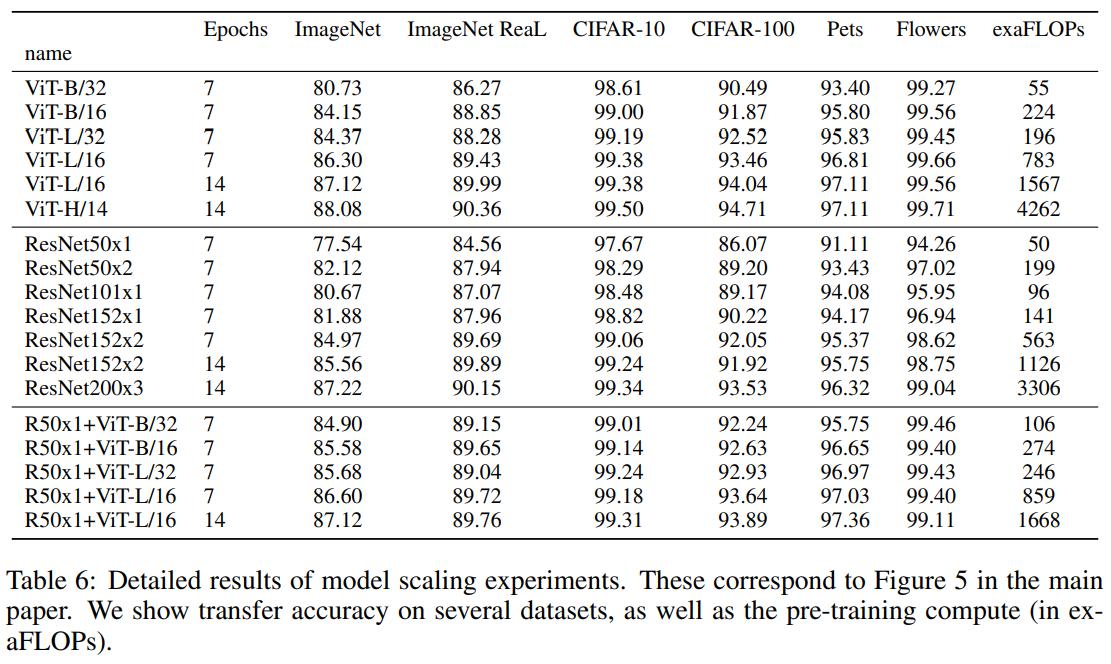 Epochs ImageNet ImageNet ReaL CIFAR-10 CIFAR-100 Pets Flowers exaFLOPs
name
ViT-B/32 7 80.73 86.27 98.61 90.49 93.40 99.27 55
ViT-B/16 7 84.15 88.85 99.00 91.87 95.80 99.56 224
ViT-L/32 7 84.37 88.28 99.19 92.52 95.83 99.45 196
ViT-L/16 7 86.30 89.43 99.38 93.46 96.81 99.66 783
ViT-L/16 14 87.12 89.99 99.38 94.04 97.11 99.56 1567
ViT-H/14 14 88.08 90.36 99.50 94.71 97.11 99.71 4262
ResNet50x1 7 77.54 84.56 97.67 86.07 91.11 94.26 50
ResNet50x2 7 82.12 87.94 98.29 89.20 93.43 97.02 199
ResNet101x1 7 80.67 87.07 98.48 89.17 94.08 95.95 96
ResNet152x1 7 81.88 87.96 98.82 90.22 94.17 96.94 141
ResNet152x2 7 84.97 89.69 99.06 92.05 95.37 98.62 563
ResNet152x2 14 85.56 89.89 99.24 91.92 95.75 98.75 1126
ResNet200x3 14 87.22 90.15 99.34 93.53 96.32 99.04 3306
R50x1+ViT-B/32 7 84.90 89.15 99.01 92.24 95.75 99.46 106
R50x1+ViT-B/16 7 85.58 89.65 99.14 92.63 96.65 99.40 274
R50x1+ViT-L/32 7 85.68 89.04 99.24 92.93 96.97 99.43 246
R50x1+ViT-L/16 7 86.60 89.72 99.18 93.64 97.03 99.40 859
R50x1+ViT-L/16 14 87.12 89.76 99.31 93.89 97.36 99.11 1668
Table 6: Detailed results of model scaling experiments. These correspond to Figure 5 in the main
paper. We show transfer accuracy on several datasets, as well as the pre-training compute (in ex-
aFLOPs).